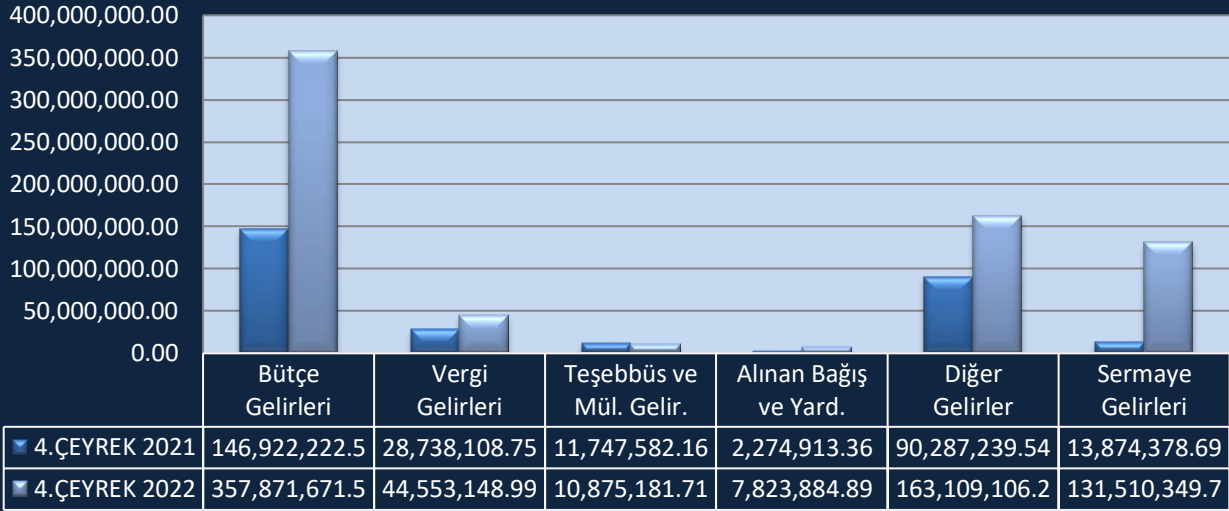 400,000,000.00
350,000,000.00
300,000,000.00
250,000,000.00
200,000,000.00
150,000,000.00
100,000,000.00
50,000,000.00
0.00
Bütçe Gelirleri
Vergi Gelirleri
Teşebbüs ve Mül. Gelir.
Alınan Bağış ve Yard.
Diğer Gelirler
Sermaye Gelirleri
4.ÇEYREK 2021 146,922,222.5 28,738,108.75 11,747,582.16 2,274,913.36 90,287,239.54 13,874,378.69
4.ÇEYREK 2022 357,871,671.5 44,553,148.99 10,875,181.71 7,823,884.89 163,109,106.2 131,510,349.7